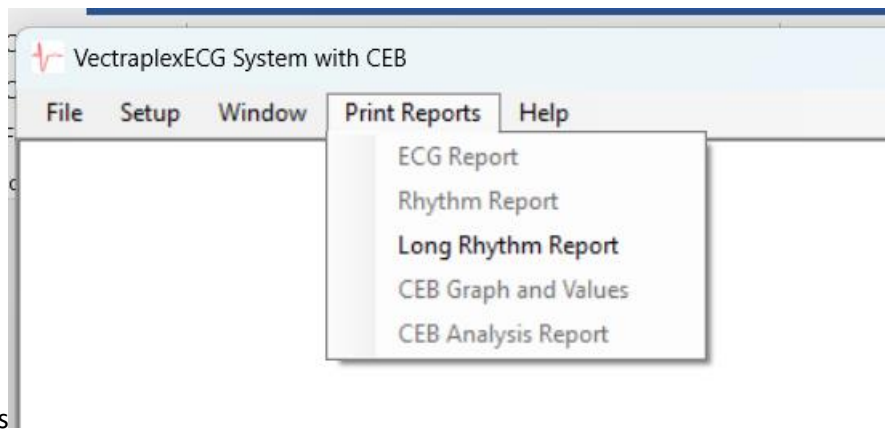 VectraplexECG System with CEB
File Setup Window Print Reports Help
ECG Report
Rhythm Report
Long Rhythm Report
CEB Graph and Values
CEB Analysis Report
s